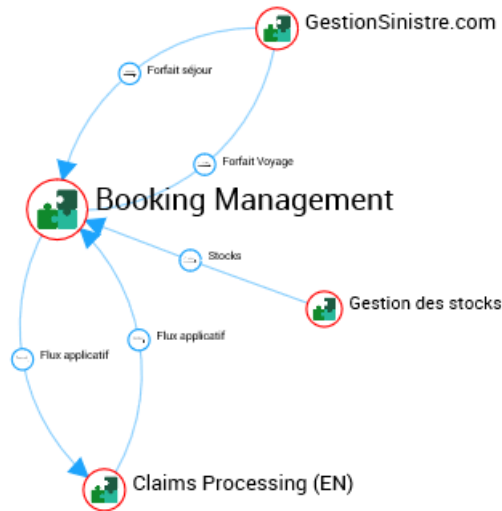 GestionSinistre.com
Forfait séjour
Forfait Voyage
Booking Management
Stocks
Gestion des stocks
Flux applicatif
Flux applicatif
Claims Processing (EN)